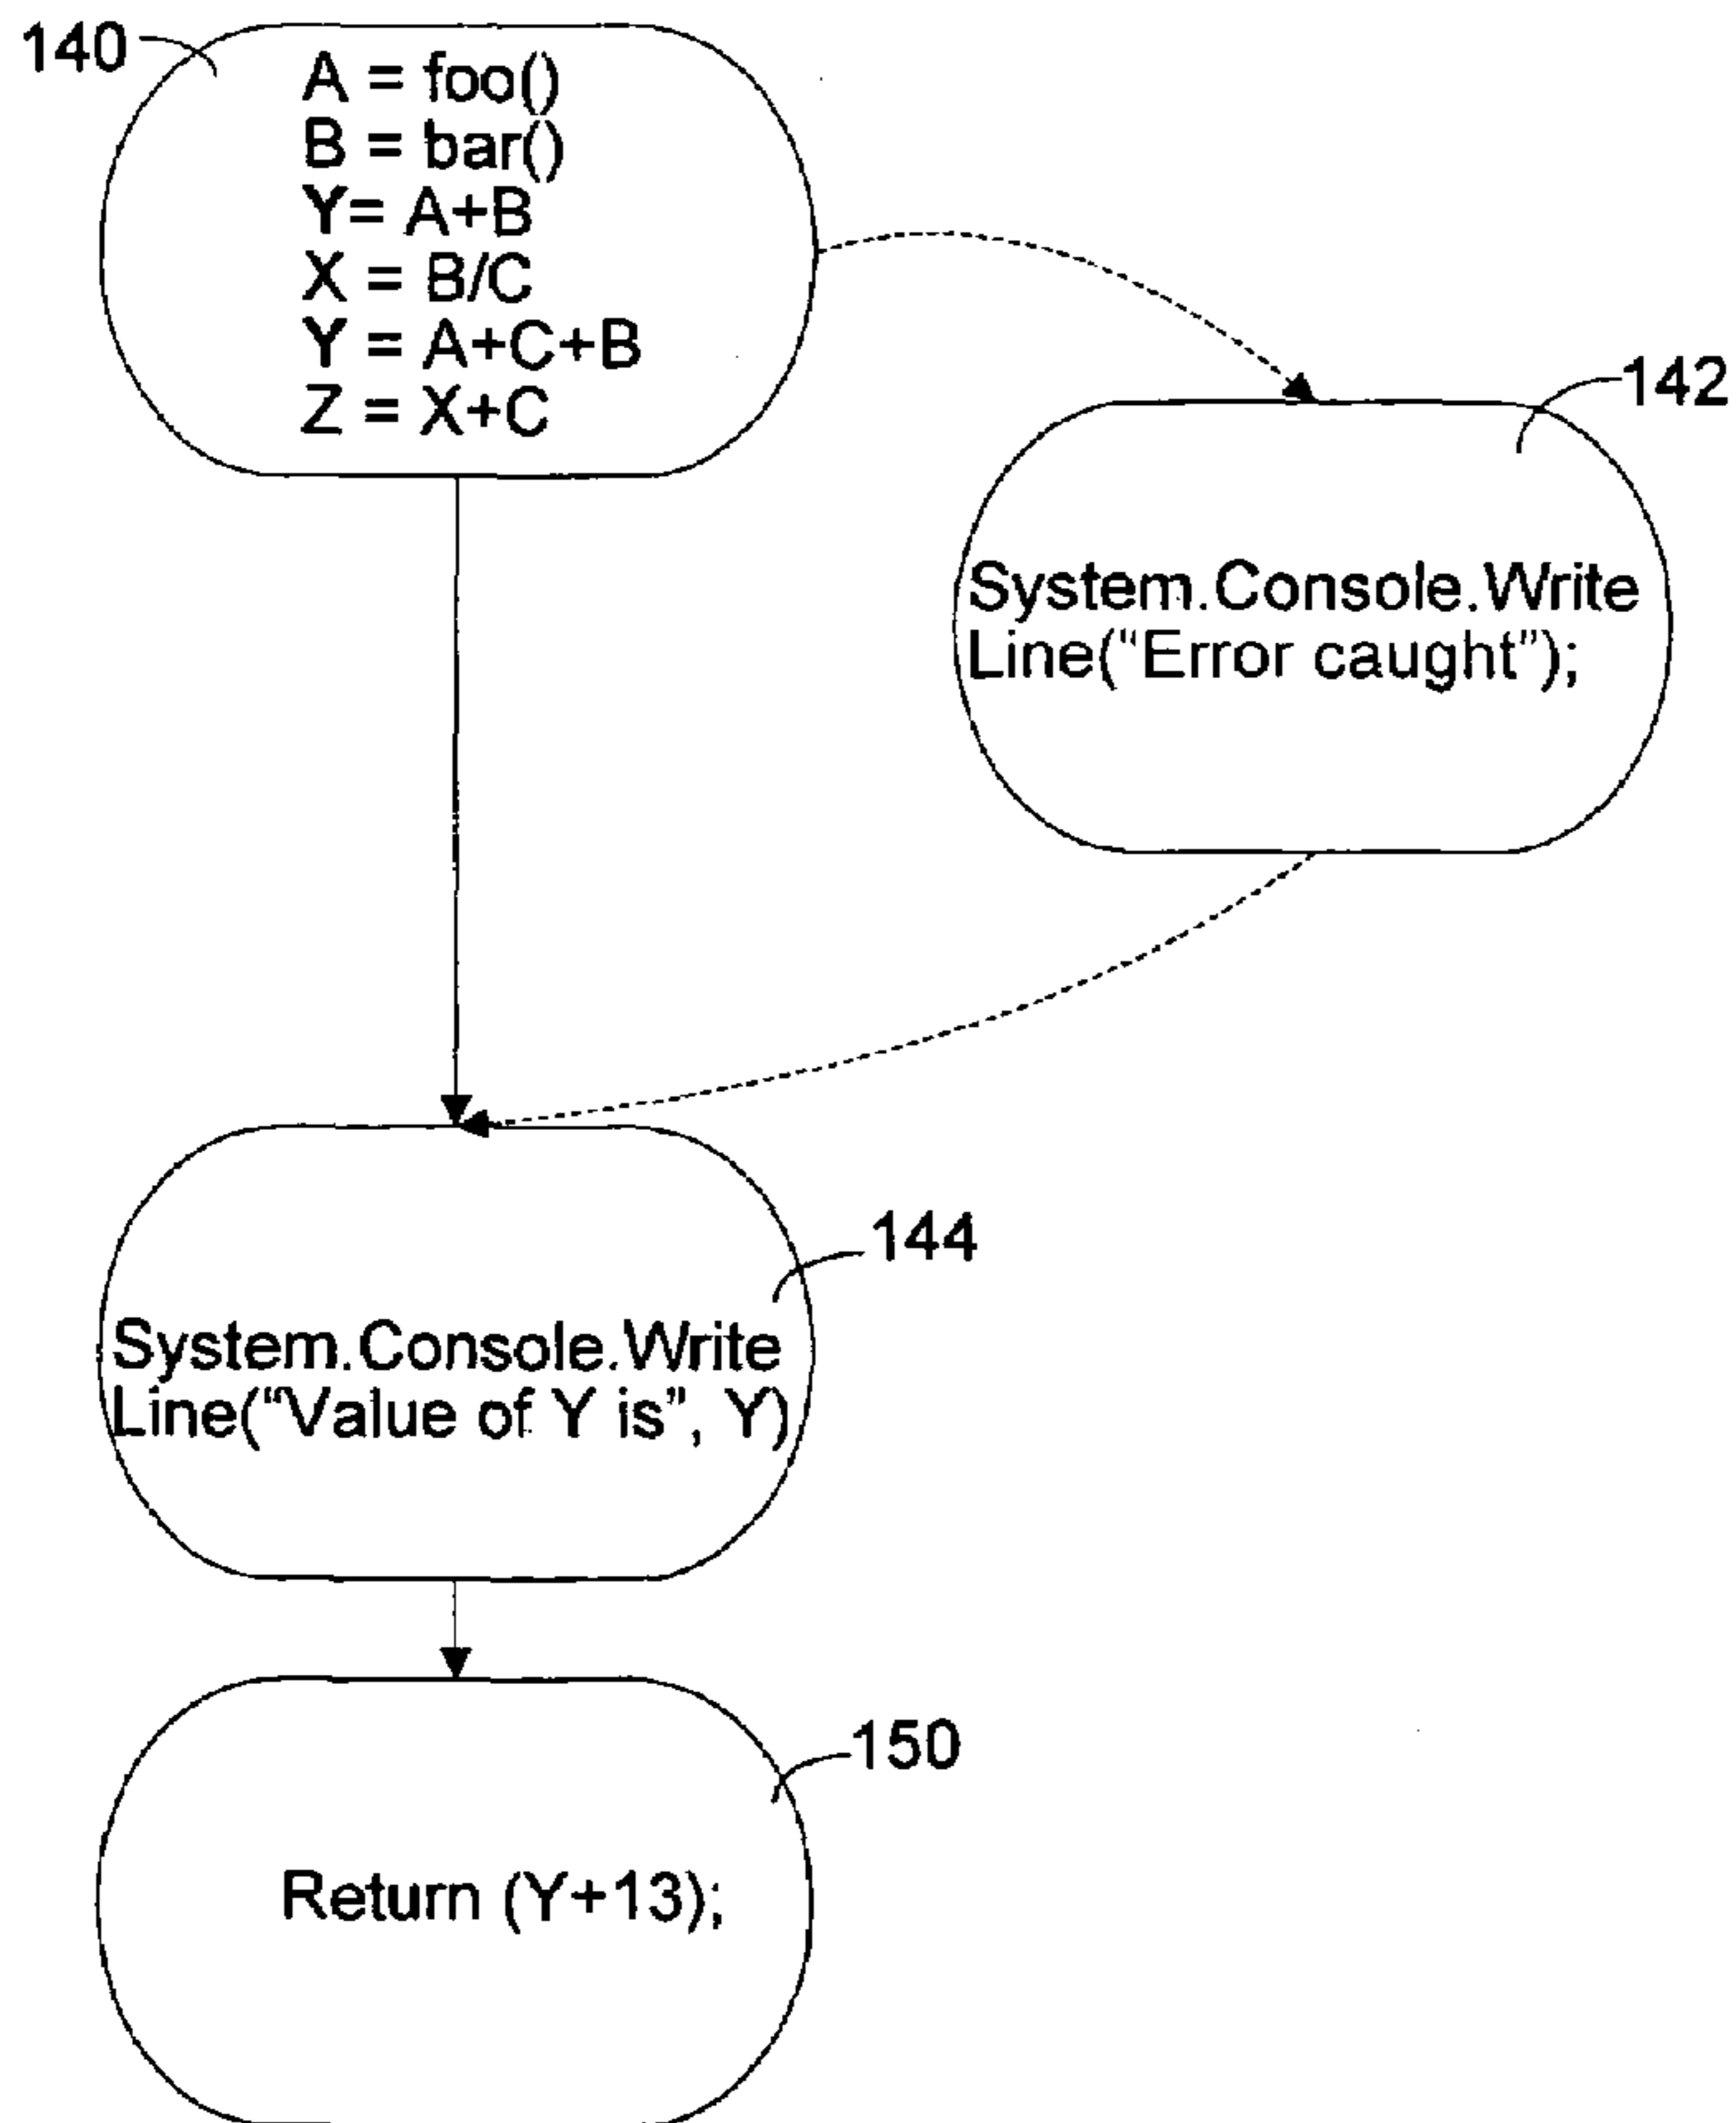 140
A = foo()
B = bar()
Y= A+B
X = B/C
Y = A+C+B
Z = X+C
142
System.Console.Write
Line("Error caught");
144
System.Console.Write
Line("Value of Y is", Y)
150
Return (Y+13);